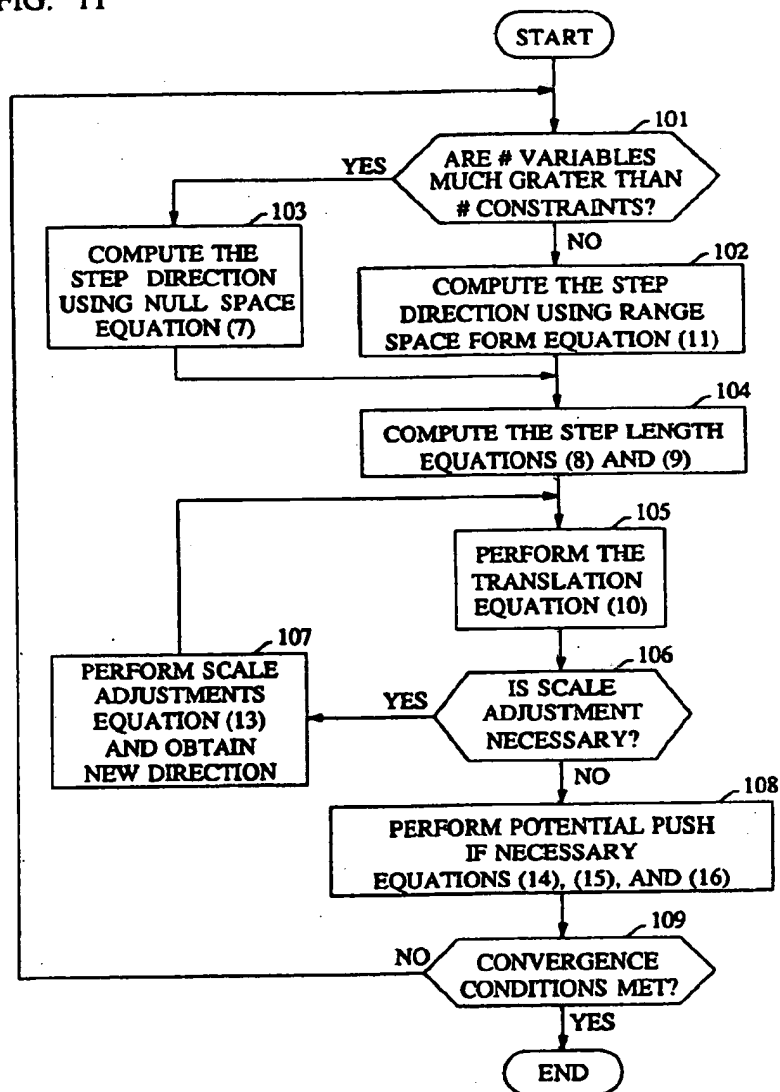 FIG. 11
START
101
ARE # VARIABLES
MUCH GRATER THAN
# CONSTRAINTS?
YES
NO
103
COMPUTE THE
STEP DIRECTION
USING NULL SPACE
EQUATION (7)
102
COMPUTE THE STEP
DIRECTION USING RANGE
SPACE FORM EQUATION (11)
104
COMPUTE THE STEP LENGTH
EQUATIONS (8) AND (9)
105
PERFORM THE
TRANSLATION
EQUATION (10)
107
PERFORM SCALE
ADJUSTMENTS
EQUATION (13)
AND OBTAIN
NEW DIRECTION
106
YES
IS SCALE
ADJUSTMENT
NECESSARY?
NO
108
PERFORM POTENTIAL PUSH
IF NECESSARY
EQUATIONS (14), (15), AND (16)
109
NO
CONVERGENCE
CONDITIONS MET?
YES
END